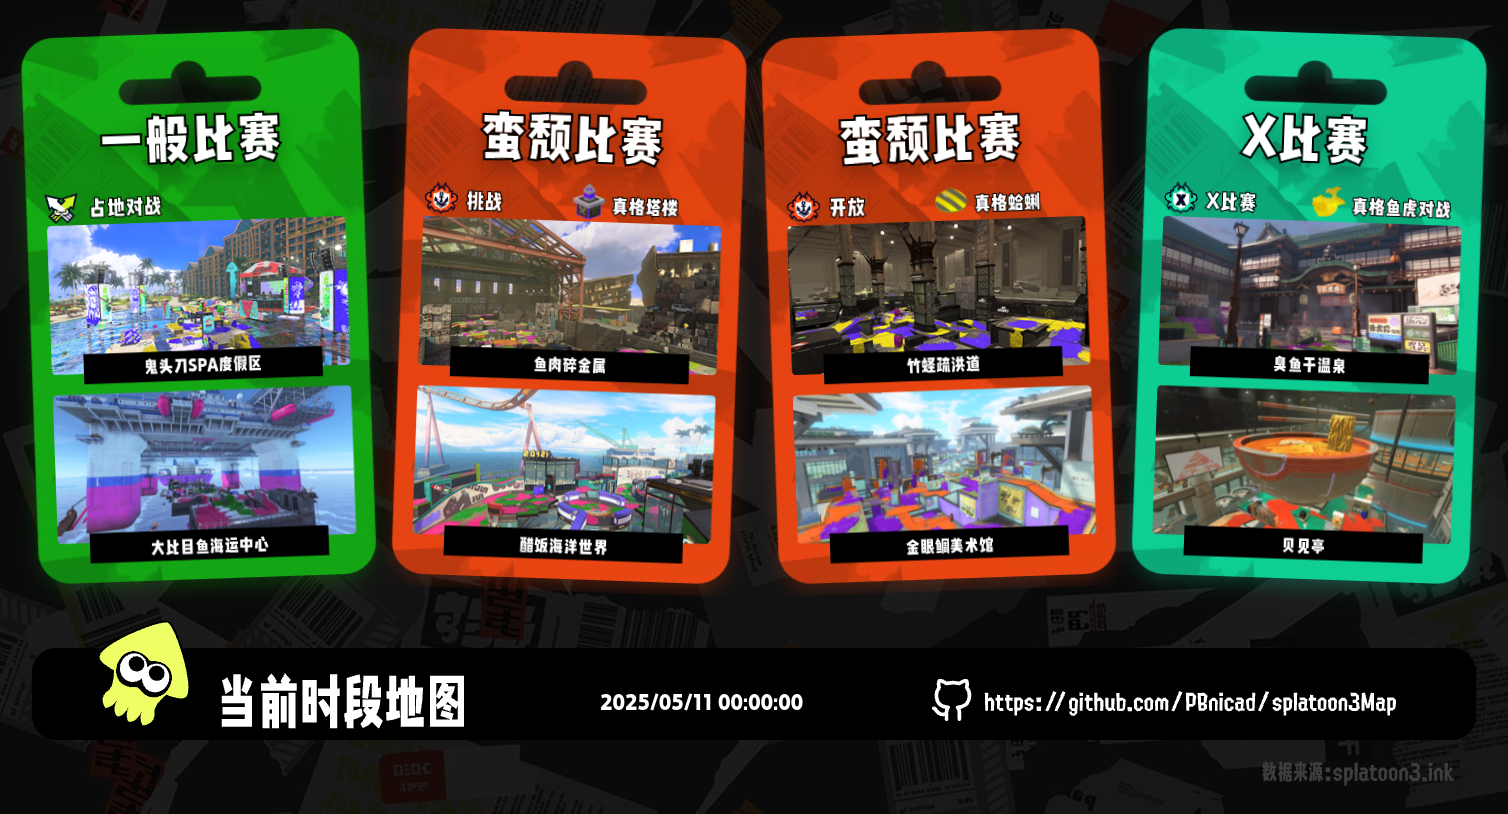 一般比赛
占地对战
鬼头刀SPA度假区
大比目鱼海运中心
蛮颓比赛
挑战
真格塔楼
鱼肉碎金属
醋饭海洋世界
蛮颓比赛
开放
真格蛤蜊
竹蛏疏洪道
金眼鲷美术馆
X比赛
X比赛
真格鱼虎对战
臭鱼干温泉
贝见亭
当前时段地图
2025/05/11 00:00:00
https://github.com/PBnicad/splatoon3Map
数据来源:splatoon3.ink